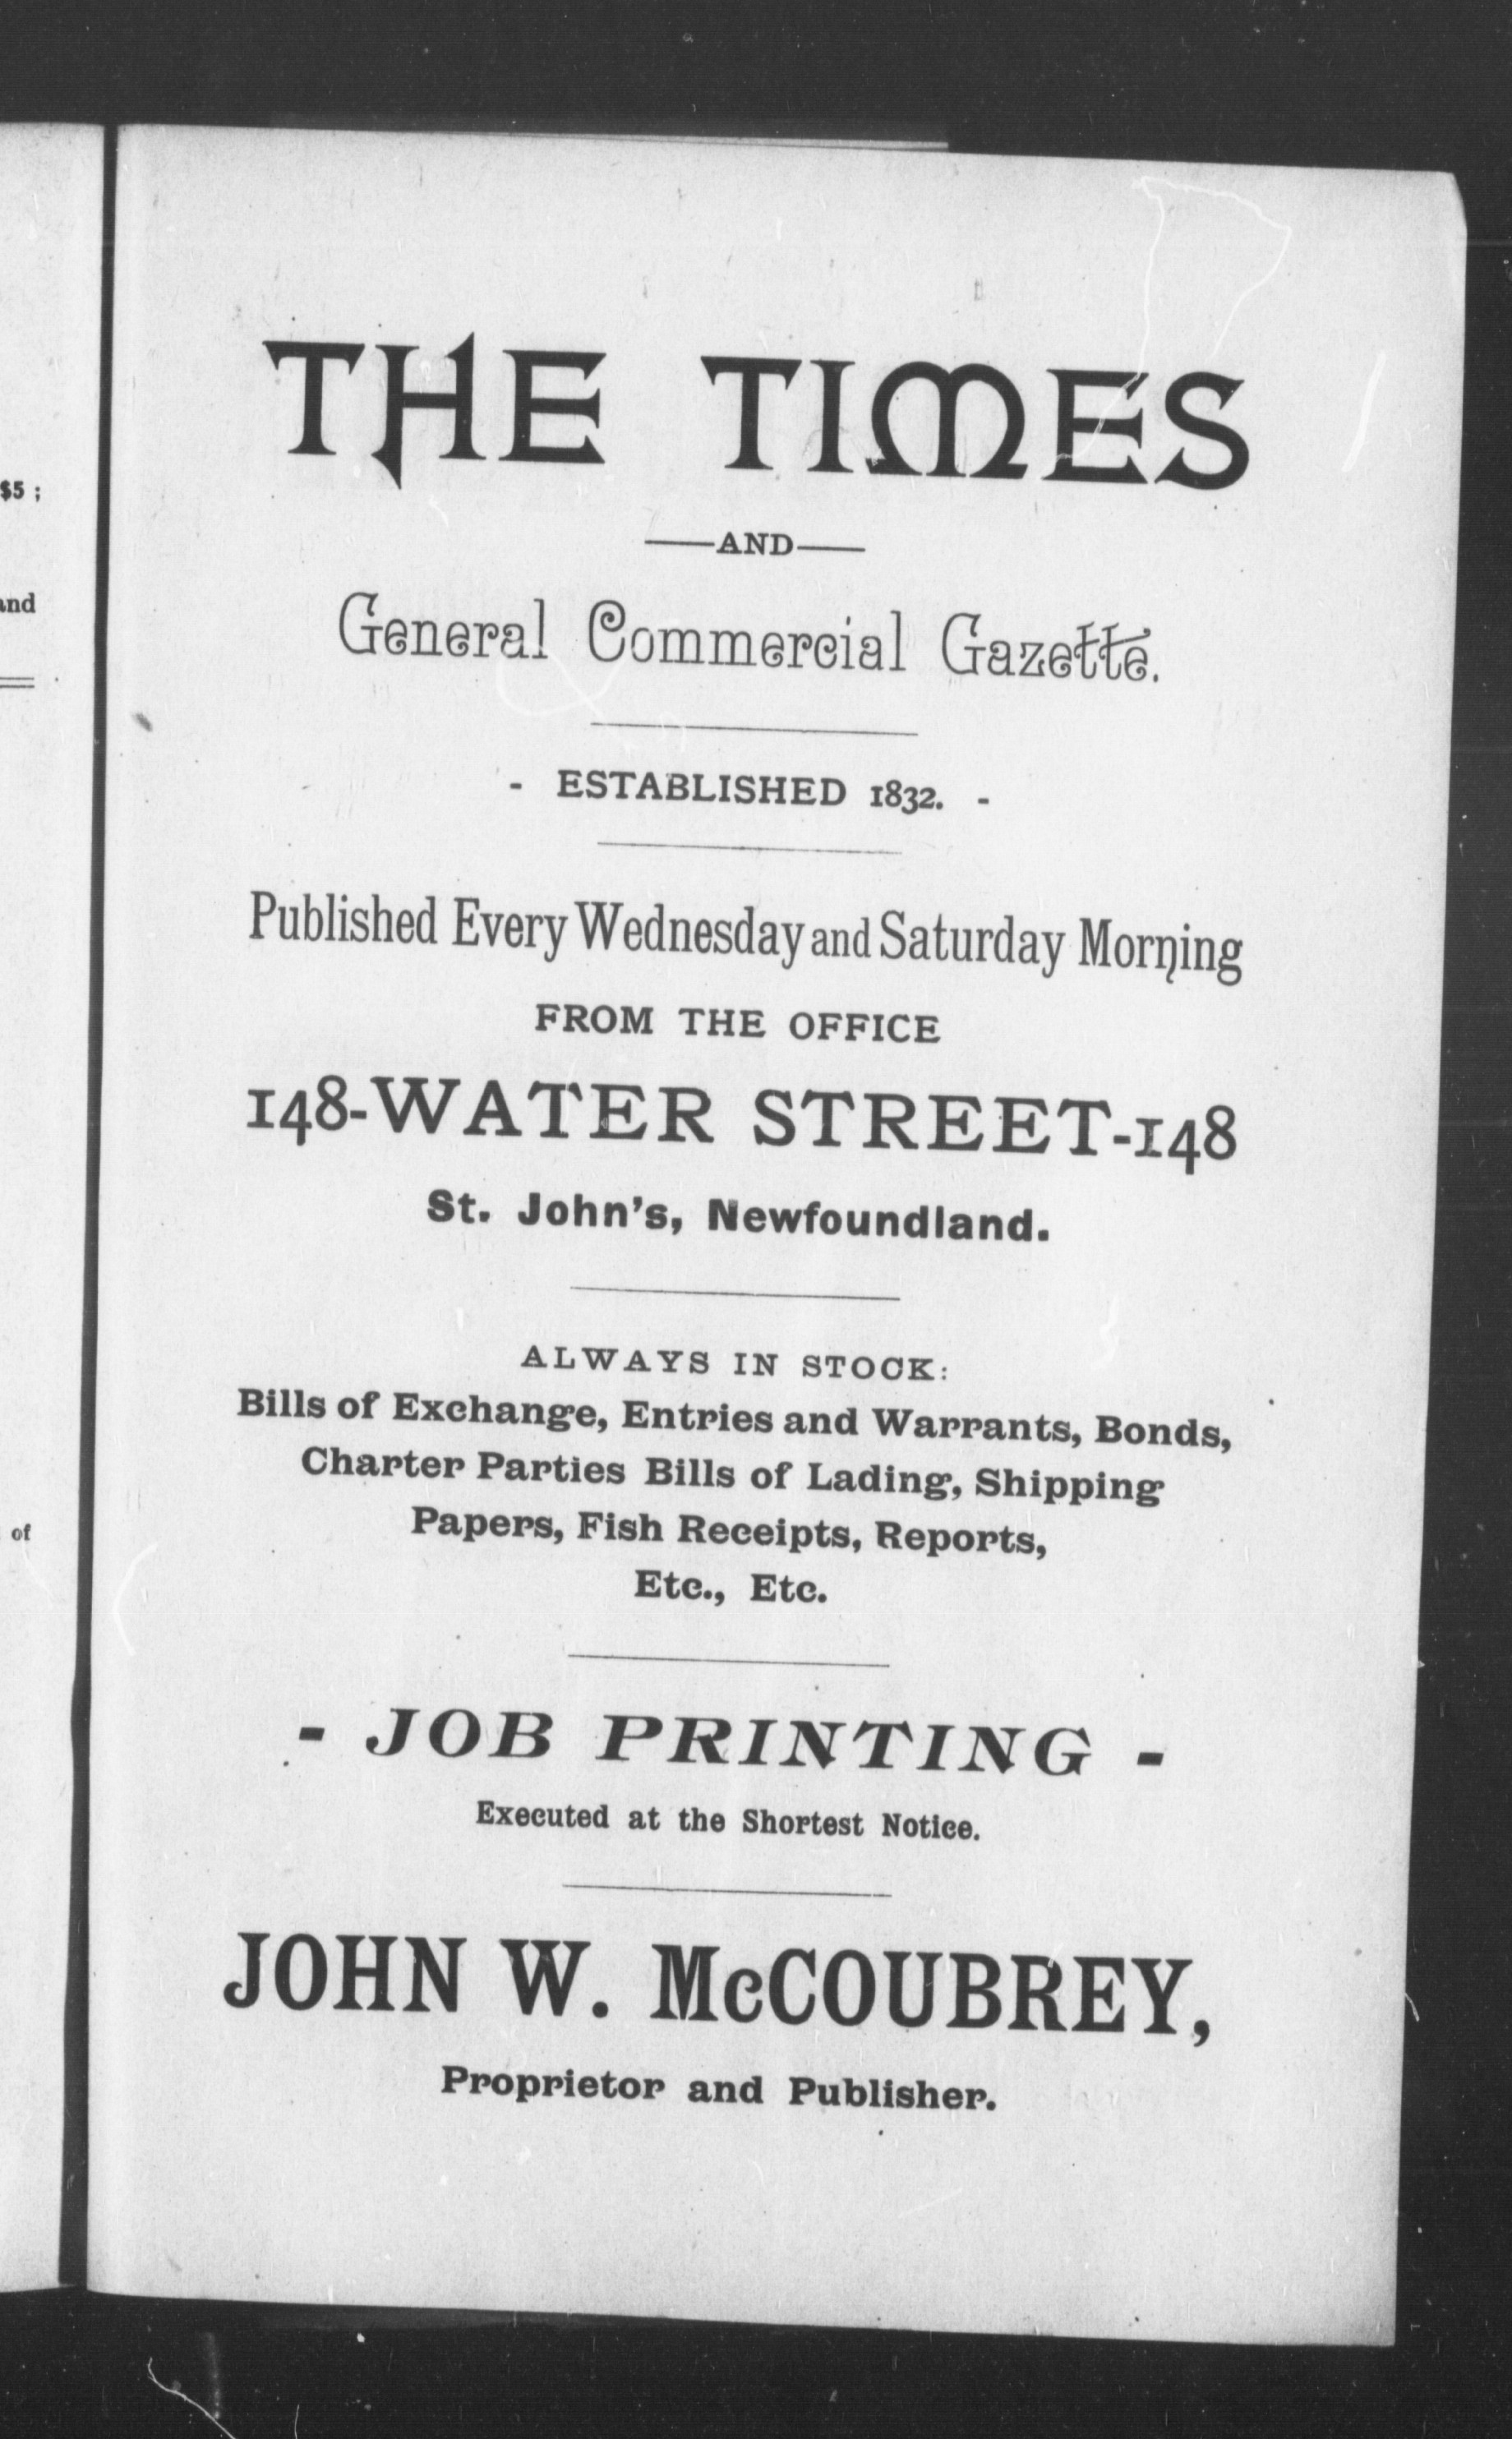 $5 ;
and
of
THE TIMES
—AND—
General Commercial Gazette.
- ESTABLISHED 1832. -
Published Every Wednesday and Saturday Morning
FROM THE OFFICE
148-WATER STREET-148
St. John's, Newfoundland.
ALWAYS IN STOCK:
Bills of Exchange, Entries and Warrants, Bonds,
Charter Parties Bills of Lading, Shipping
Papers, Fish Receipts, Reports,
Etc., Etc.
- JOB PRINTING -
Executed at the Shortest Notice.
JOHN W. McCOUBREY,
Proprietor and Publisher.